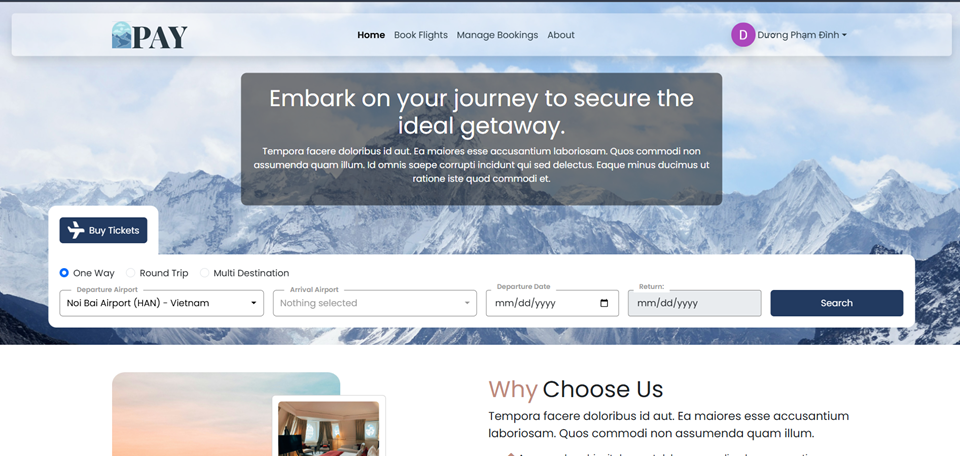 PAY
Home Book Flights Manage Bookings About
D Dương Phạm Đình
Embark on your journey to secure the
ideal getaway.
Tempora facere doloribus id aut. Ea maiores esse accusantium laboriosam. Quos commodi non
assumenda quam illum. Id omnis saepe corrupti incidunt qui sed delectus. Eaque minus ducimus ut
ratione iste quod commodi et.
Buy Tickets
One Way Round Trip Multi Destination
Departure Airport
Noi Bai Airport (HAN) - Vietnam
Arrival Airport
Nothing selected
Departure Date
mm/dd/yyyy
Return:
mm/dd/yyyy
Search
Why Choose Us
Tempora facere doloribus id aut. Ea maiores esse accusantium
laboriosam. Quos commodi non assumenda quam illum.